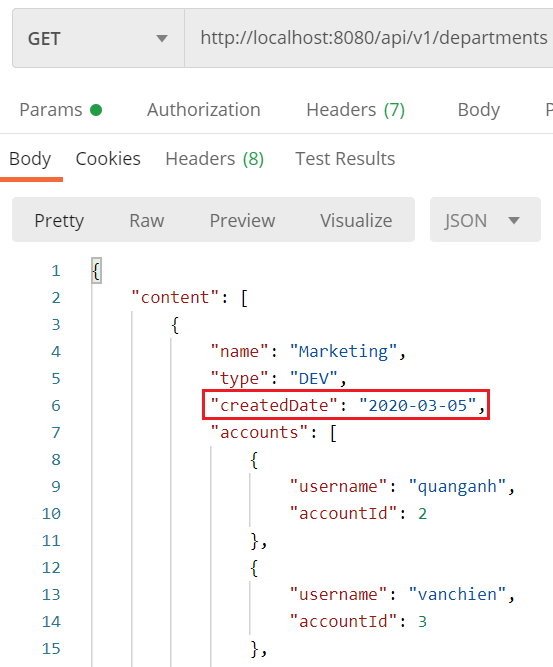 GET http://localhost:8080/api/v1/departments
Params Authorization Headers (7) Body
Body Cookies Headers (8) Test Results
Pretty Raw Preview Visualize JSON
1 {
2 "content": [
3 {
4 "name": "Marketing",
5 "type": "DEV",
6 "createdDate": "2020-03-05",
7 "accounts": [
8 {
9 "username": "quanganh",
10 "accountId": 2
11 },
12 {
13 "username": "vanchien",
14 "accountId": 3
15 },